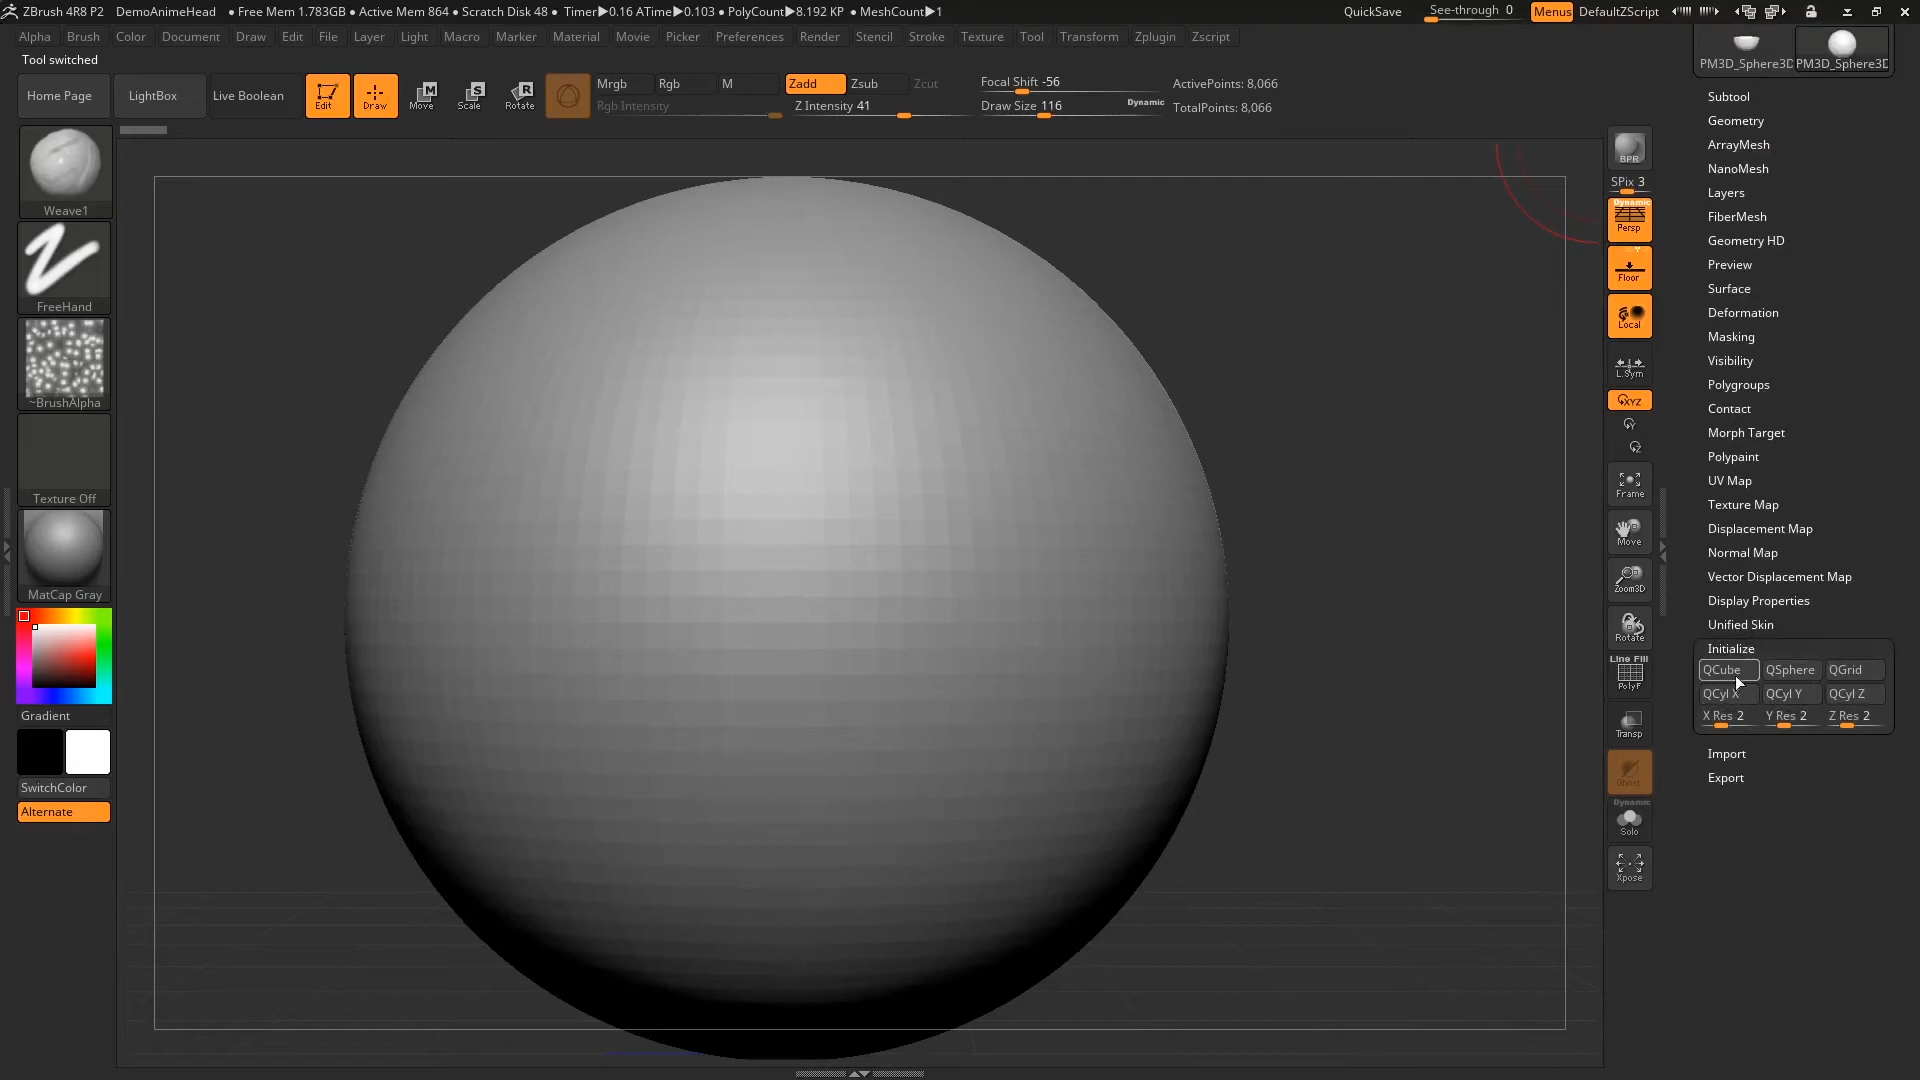 ZBrush 4R8 P2 DemoAnimeHead • Free Mem 1.783GB • Active Mem 864 • Scratch Disk 48 • Timer▶0.16 ATime▶0.103 • PolyCount▶8.192 KP • MeshCount▶1 QuickSave See-through 0 Menus DefaultZScript
Alpha Brush Color Document Draw Edit File Layer Light Macro Marker Material Movie Picker Preferences Render Stencil Stroke Texture Tool Transform Zplugin Zscript
Tool switched
PM3D_Sphere3D PM3D_Sphere3D
Home Page LightBox Live Boolean Edit Draw Move Scale Rotate
Mrgb Rgb M Zadd Zsub Zcut Focal Shift -56 ActivePoints: 8,066
Rgb Intensity Z Intensity 41 Draw Size 116 Dynamic TotalPoints: 8,066
Weave1
FreeHand
~BrushAlpha
Texture Off
MatCap Gray
Gradient
SwitchColor
Alternate
BPR
SPix 3
Dynamic
Persp
Floor
Local
L.Sym
XYZ
Y
Z
Frame
Move
Zoom3D
Rotate
Line Fill
PolyF
Transp
Ghost
Dynamic
Solo
Xpose
Subtool
Geometry
ArrayMesh
NanoMesh
Layers
FiberMesh
Geometry HD
Preview
Surface
Deformation
Masking
Visibility
Polygroups
Contact
Morph Target
Polypaint
UV Map
Texture Map
Displacement Map
Normal Map
Vector Displacement Map
Display Properties
Unified Skin
Initialize
QCube QSphere QGrid
QCyl X QCyl Y QCyl Z
X Res 2 Y Res 2 Z Res 2
Import
Export